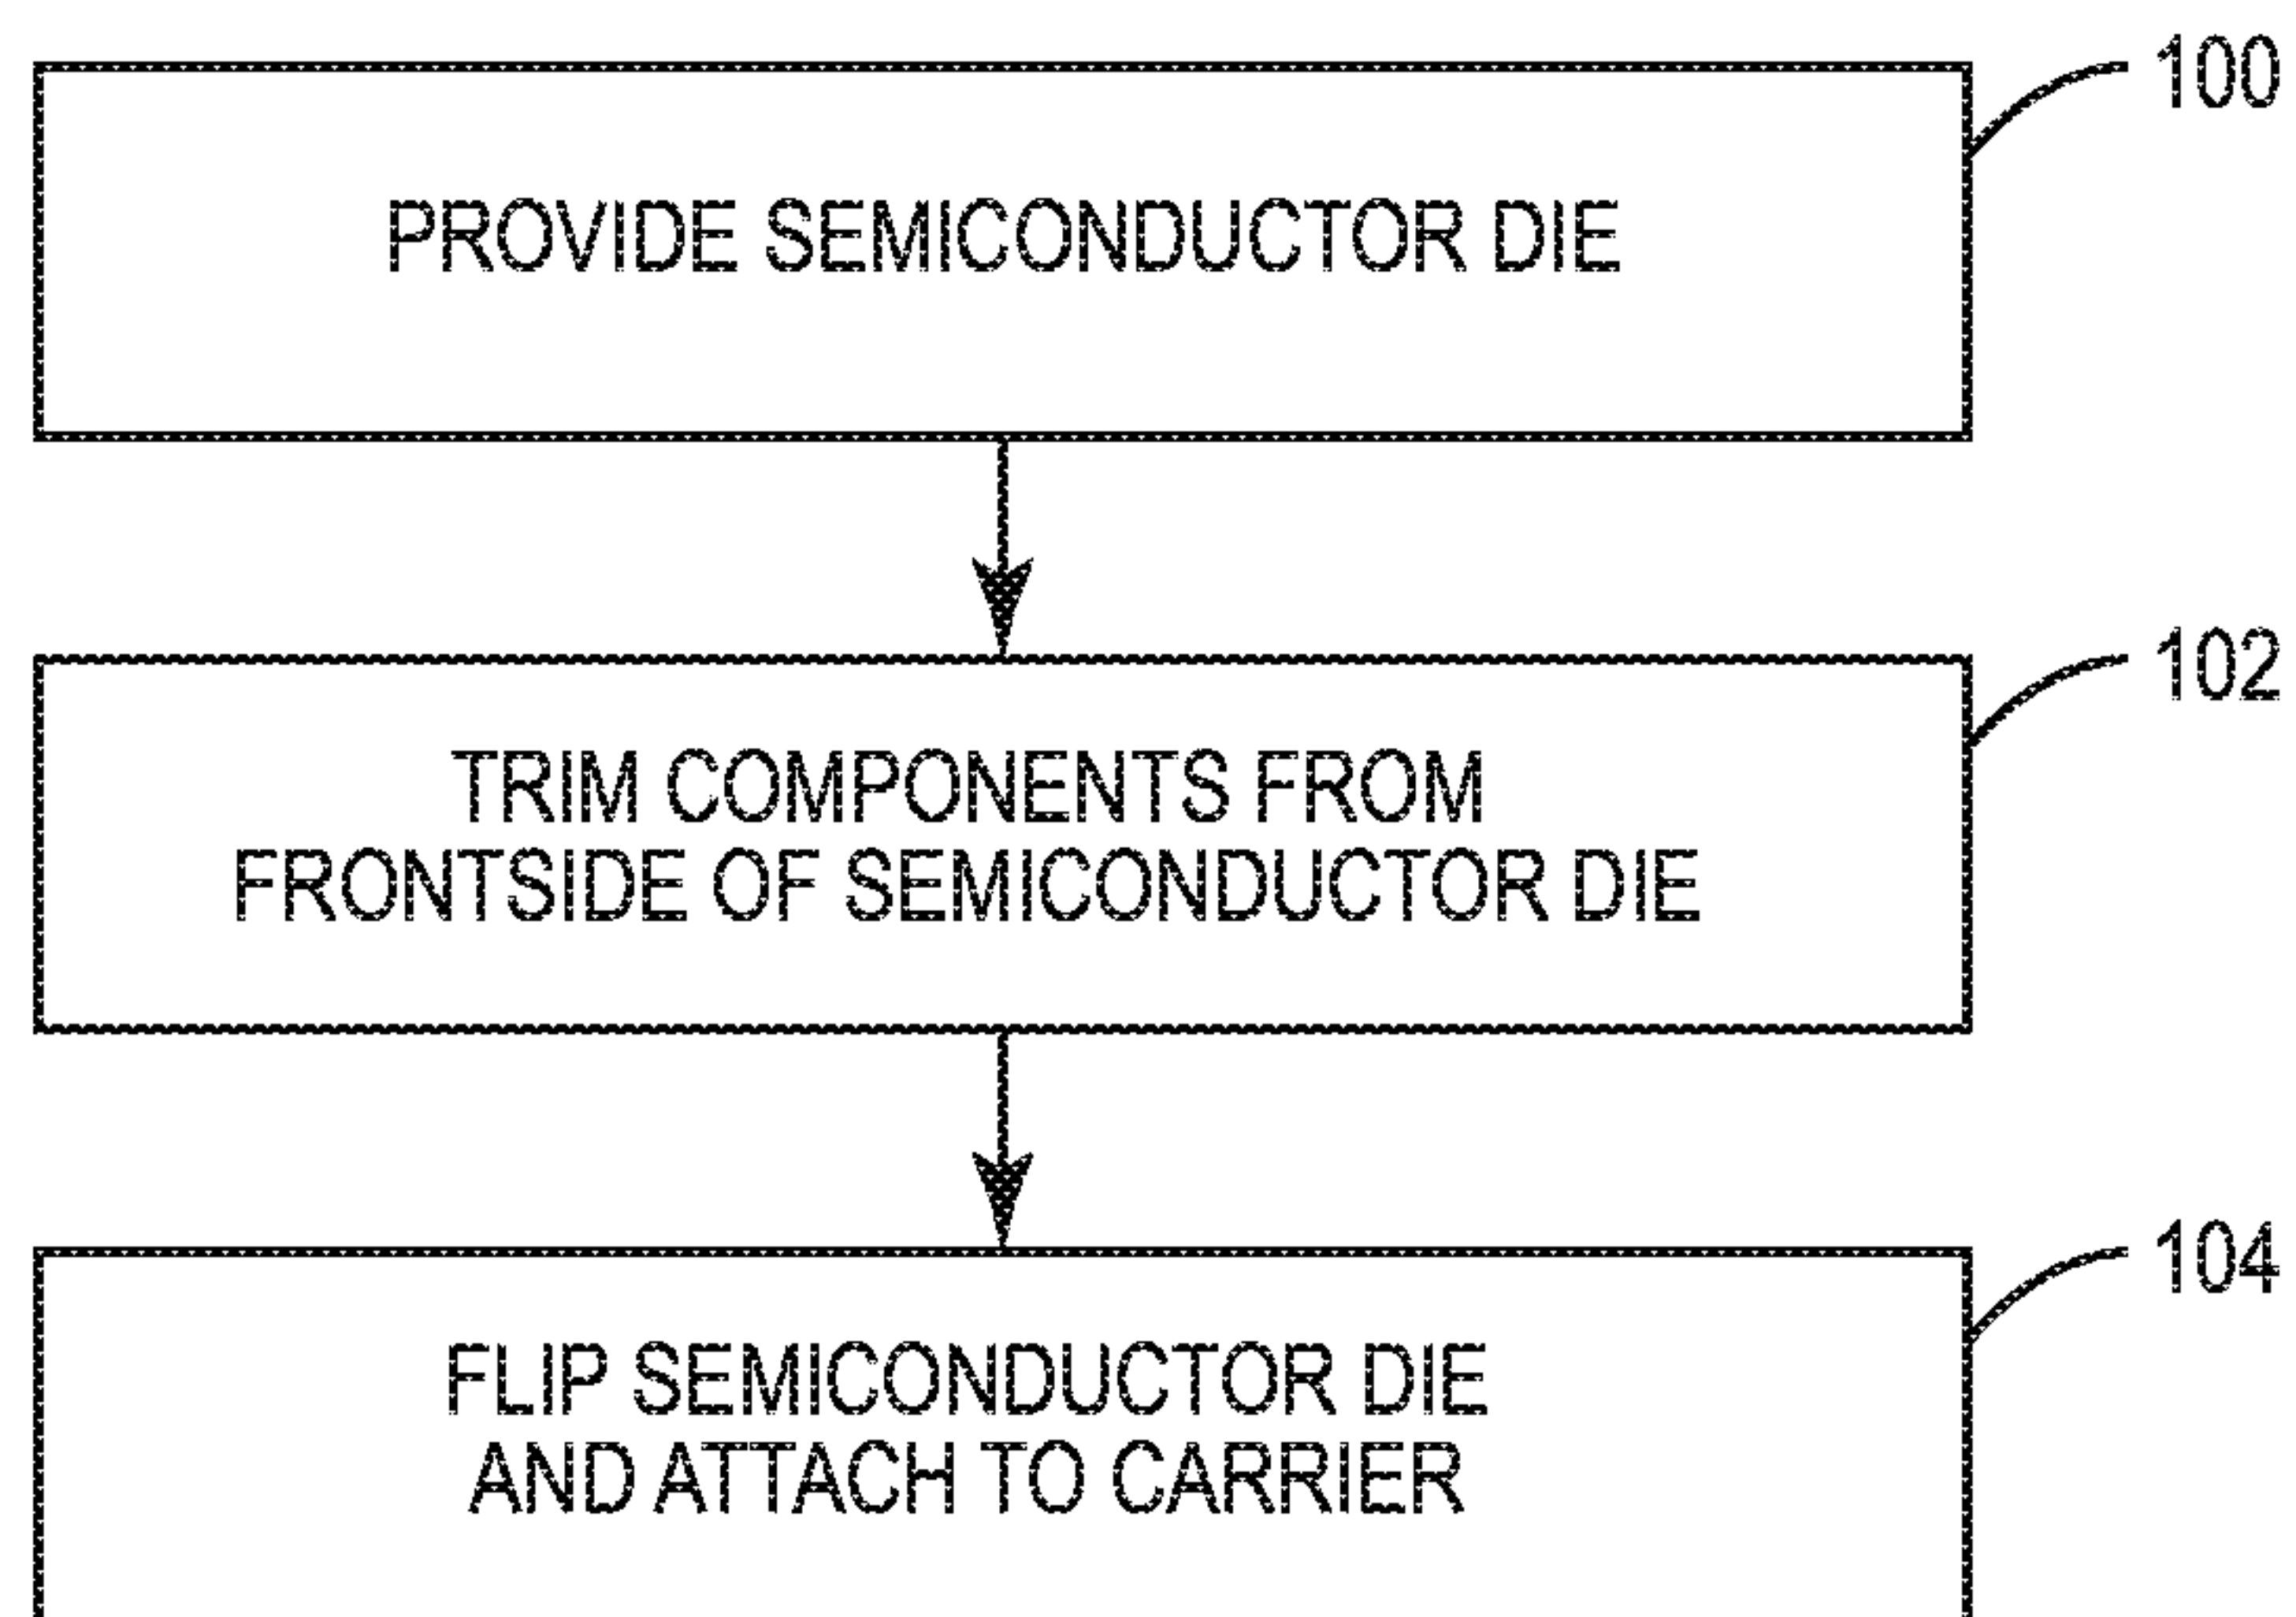 100
PROVIDE SEMICONDUCTOR DIE
102
TRIM COMPONENTS FROM
FRONTSIDE OF SEMICONDUCTOR DIE
104
FLIP SEMICONDUCTOR DIE
AND ATTACH TO CARRIER